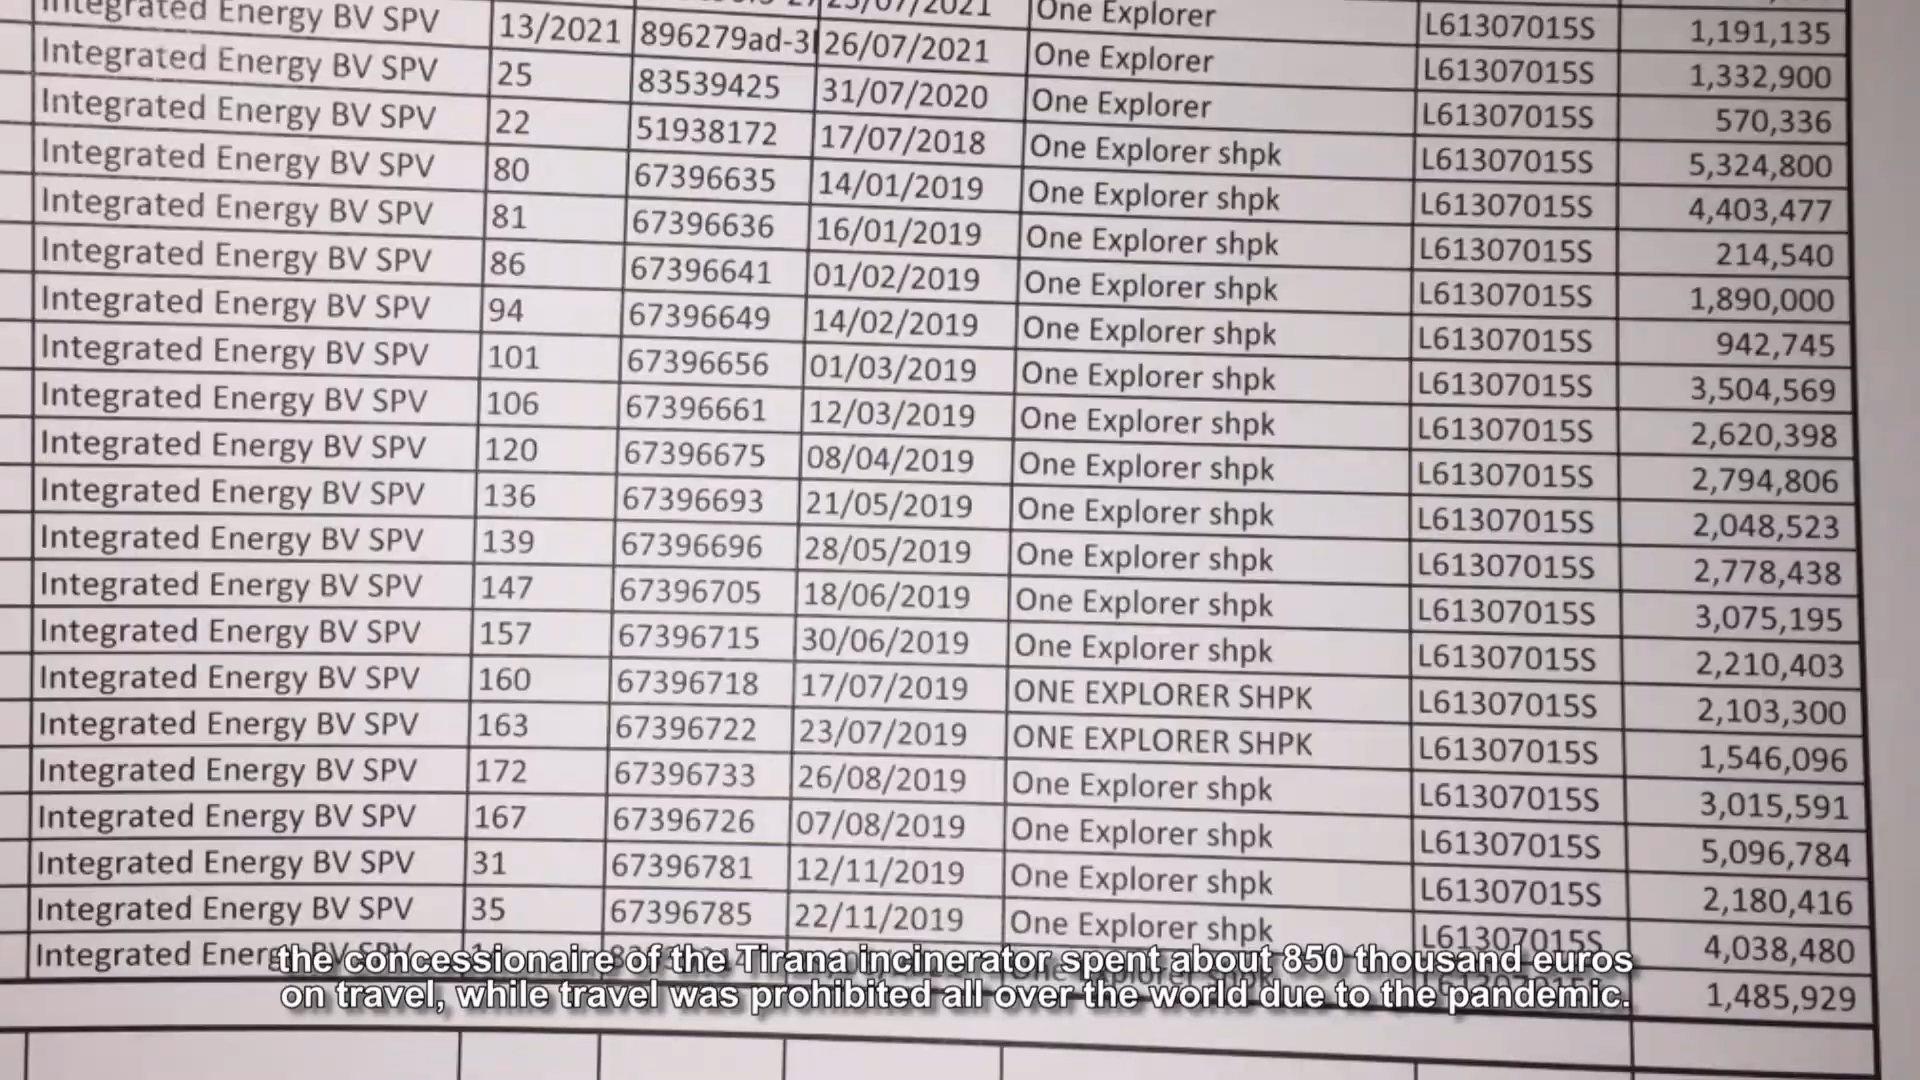 One Explorer L61307015S 1,191,135
Integrated Energy BV SPV 13/2021 896279ad-3 26/07/2021 One Explorer L61307015S 1,332,900
Integrated Energy BV SPV 25 83539425 31/07/2020 One Explorer L61307015S 570,336
Integrated Energy BV SPV 22 51938172 17/07/2018 One Explorer shpk L61307015S 5,324,800
Integrated Energy BV SPV 80 67396635 14/01/2019 One Explorer shpk L61307015S 4,403,477
Integrated Energy BV SPV 81 67396636 16/01/2019 One Explorer shpk L61307015S 214,540
Integrated Energy BV SPV 86 67396641 01/02/2019 One Explorer shpk L61307015S 1,890,000
Integrated Energy BV SPV 94 67396649 14/02/2019 One Explorer shpk L61307015S 942,745
Integrated Energy BV SPV 101 67396656 01/03/2019 One Explorer shpk L61307015S 3,504,569
Integrated Energy BV SPV 106 67396661 12/03/2019 One Explorer shpk L61307015S 2,620,398
Integrated Energy BV SPV 120 67396675 08/04/2019 One Explorer shpk L61307015S 2,794,806
Integrated Energy BV SPV 136 67396693 21/05/2019 One Explorer shpk L61307015S 2,048,523
Integrated Energy BV SPV 139 67396696 28/05/2019 One Explorer shpk L61307015S 2,778,438
Integrated Energy BV SPV 147 67396705 18/06/2019 One Explorer shpk L61307015S 3,075,195
Integrated Energy BV SPV 157 67396715 30/06/2019 One Explorer shpk L61307015S 2,210,403
Integrated Energy BV SPV 160 67396718 17/07/2019 ONE EXPLORER SHPK L61307015S 2,103,300
Integrated Energy BV SPV 163 67396722 23/07/2019 ONE EXPLORER SHPK L61307015S 1,546,096
Integrated Energy BV SPV 172 67396733 26/08/2019 One Explorer shpk L61307015S 3,015,591
Integrated Energy BV SPV 167 67396726 07/08/2019 One Explorer shpk L61307015S 5,096,784
Integrated Energy BV SPV 31 67396781 12/11/2019 One Explorer shpk L61307015S 2,180,416
Integrated Energy BV SPV 35 67396785 22/11/2019 One Explorer shpk L61307015S 4,038,480
Integrated Energy BV SPV One Explorer shpk 1,485,929
the concessionaire of the Tirana incinerator spent about 850 thousand euros
on travel, while travel was prohibited all over the world due to the pandemic.